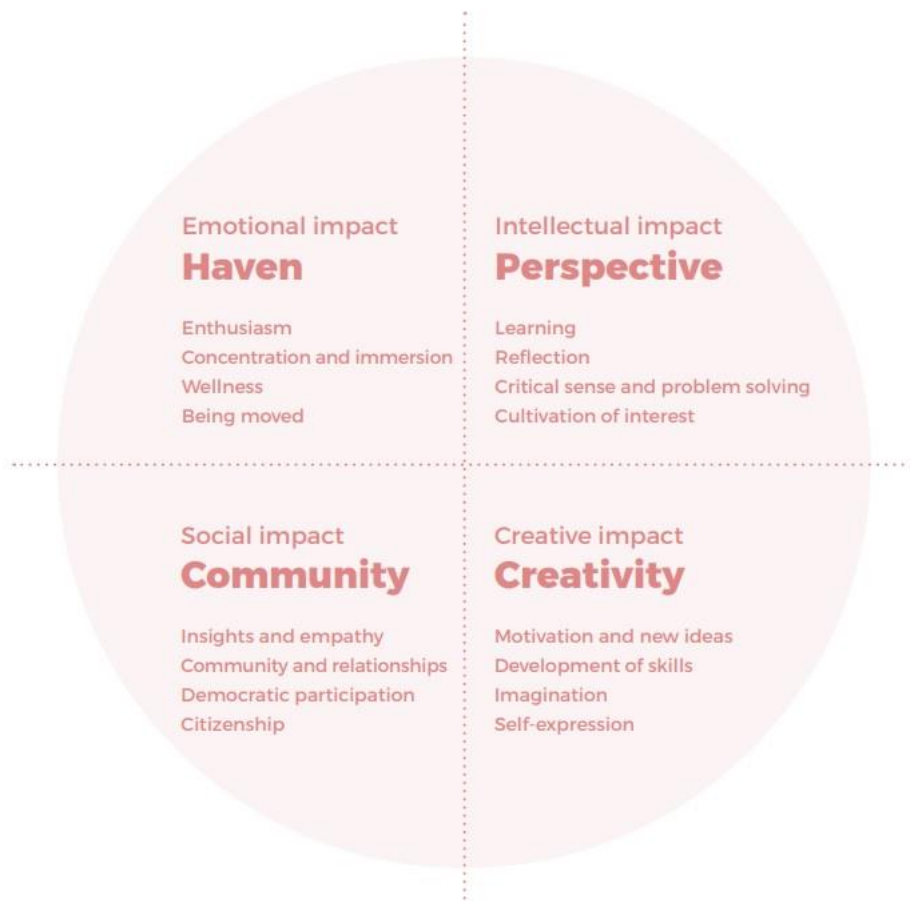 Emotional impact
Haven
Enthusiasm
Concentration and immersion
Wellness
Being moved
Intellectual impact
Perspective
Learning
Reflection
Critical sense and problem solving
Cultivation of interest
Social impact
Community
Insights and empathy
Community and relationships
Democratic participation
Citizenship
Creative impact
Creativity
Motivation and new ideas
Development of skills
Imagination
Self-expression